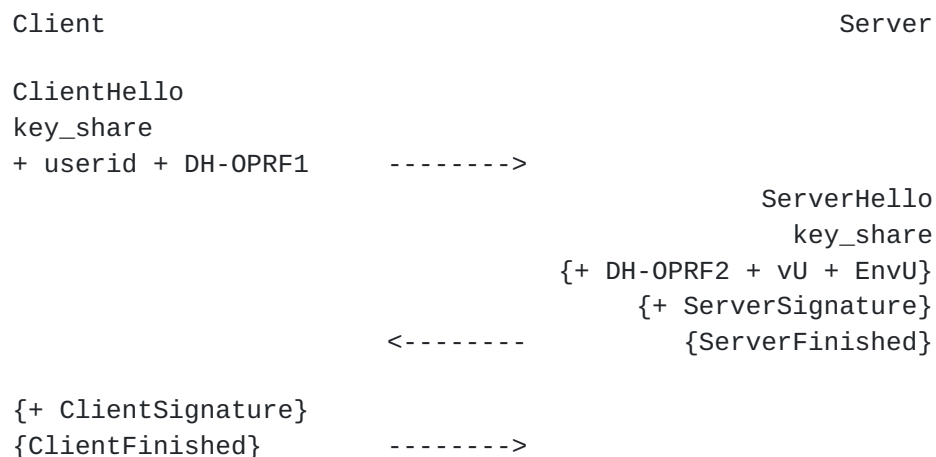 Client Server
ClientHello
key_share
+ userid + DH-OPRF1 -------->
ServerHello
key_share
{+ DH-OPRF2 + vU + EnvU}
{+ ServerSignature}
<-------- {ServerFinished}
{+ ClientSignature}
{ClientFinished} -------->